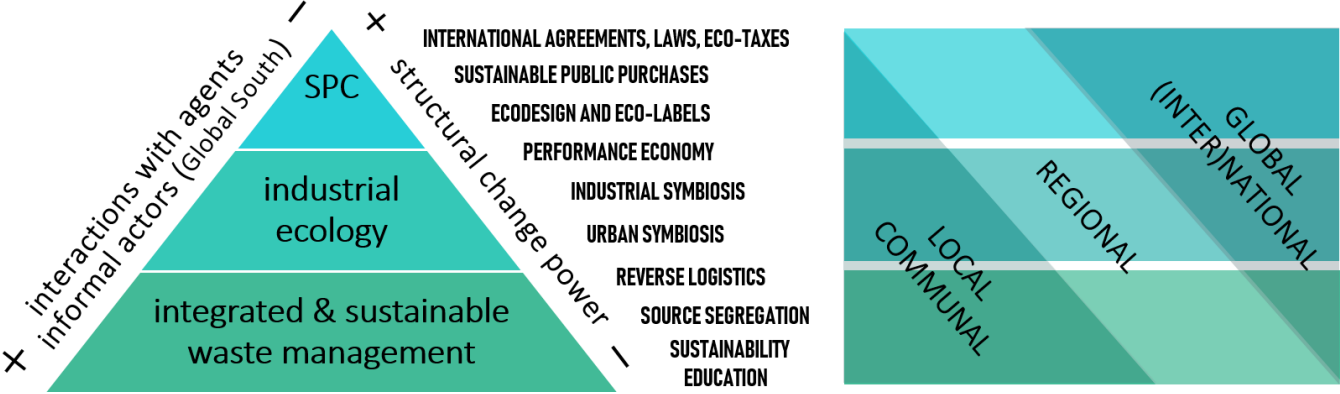 interactions with agents
informal actors (Global South)
−
+
+
structural change power
−
SPC
industrial
ecology
integrated & sustainable
waste management
INTERNATIONAL AGREEMENTS, LAWS, ECO-TAXES
SUSTAINABLE PUBLIC PURCHASES
ECODESIGN AND ECO-LABELS
PERFORMANCE ECONOMY
INDUSTRIAL SYMBIOSIS
URBAN SYMBIOSIS
REVERSE LOGISTICS
SOURCE SEGREGATION
SUSTAINABILITY
EDUCATION
LOCAL
COMMUNAL
REGIONAL
GLOBAL
(INTER)NATIONAL